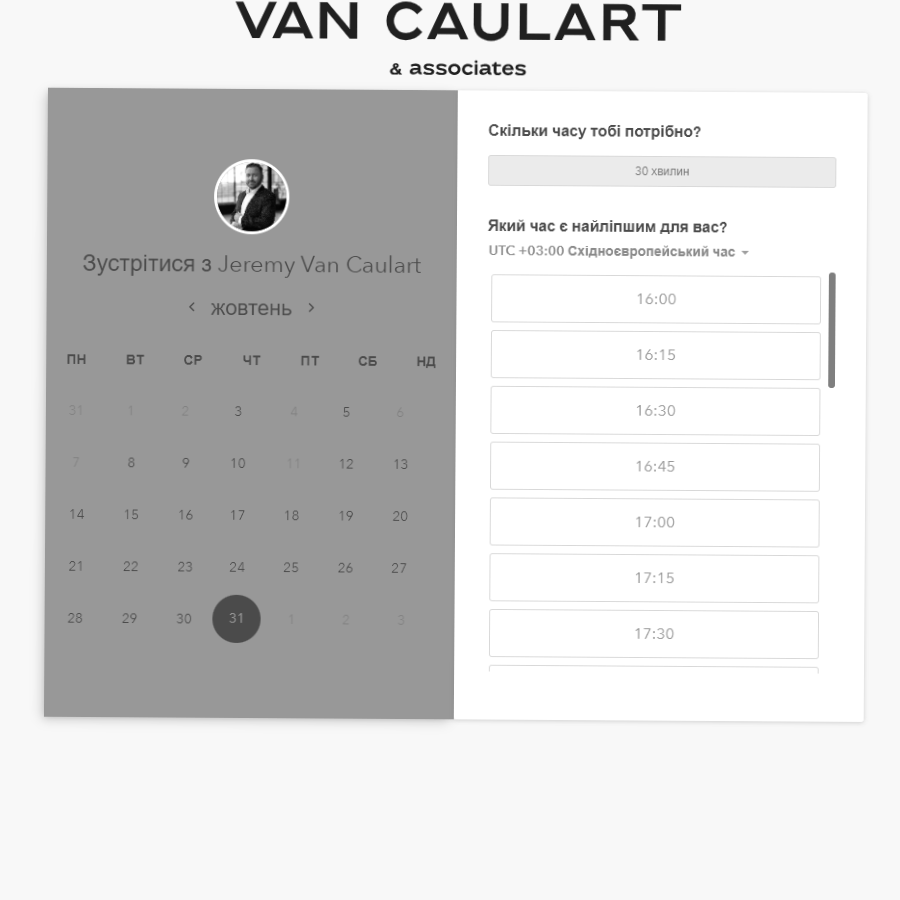 VAN CAULART
& associates
Зустрітися з Jeremy Van Caulart
жовтень
ПН ВТ СР ЧТ ПТ СБ НД
31 1 2 3 4 5 6
7 8 9 10 11 12 13
14 15 16 17 18 19 20
21 22 23 24 25 26 27
28 29 30 31 1 2 3
Скільки часу тобі потрібно?
30 хвилин
Який час є найліпшим для вас?
UTC +03:00 Східноєвропейський час
16:00
16:15
16:30
16:45
17:00
17:15
17:30